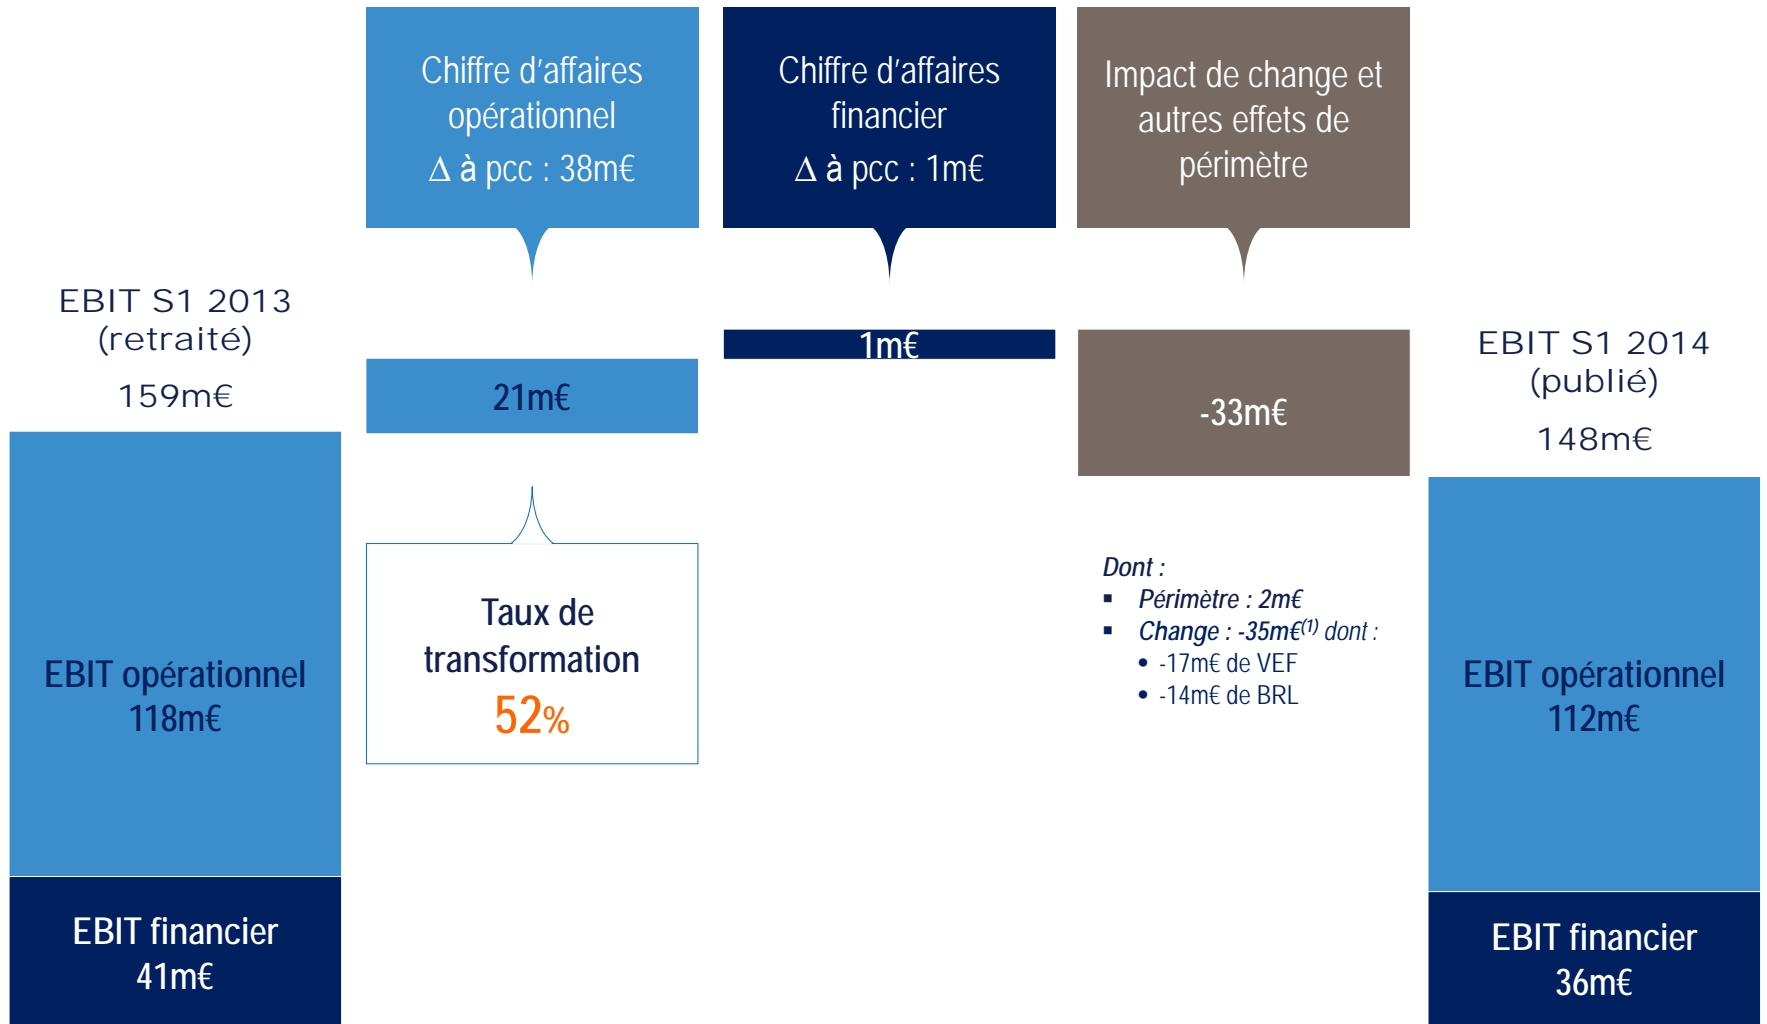 Chiffre d'affaires
opérationnel
Δ à pcc : 38m€
Chiffre d'affaires
financier
Δ à pcc : 1m€
Impact de change et
autres effets de
périmètre
EBIT S1 2013
(retraité)
159m€
21m€
1m€
-33m€
EBIT S1 2014
(publié)
148m€
Taux de
transformation
52%
Dont :
▪ Périmètre : 2m€
▪ Change : -35m€(1) dont :
• -17m€ de VEF
• -14m€ de BRL
EBIT opérationnel
118m€
EBIT financier
41m€
EBIT opérationnel
112m€
EBIT financier
36m€